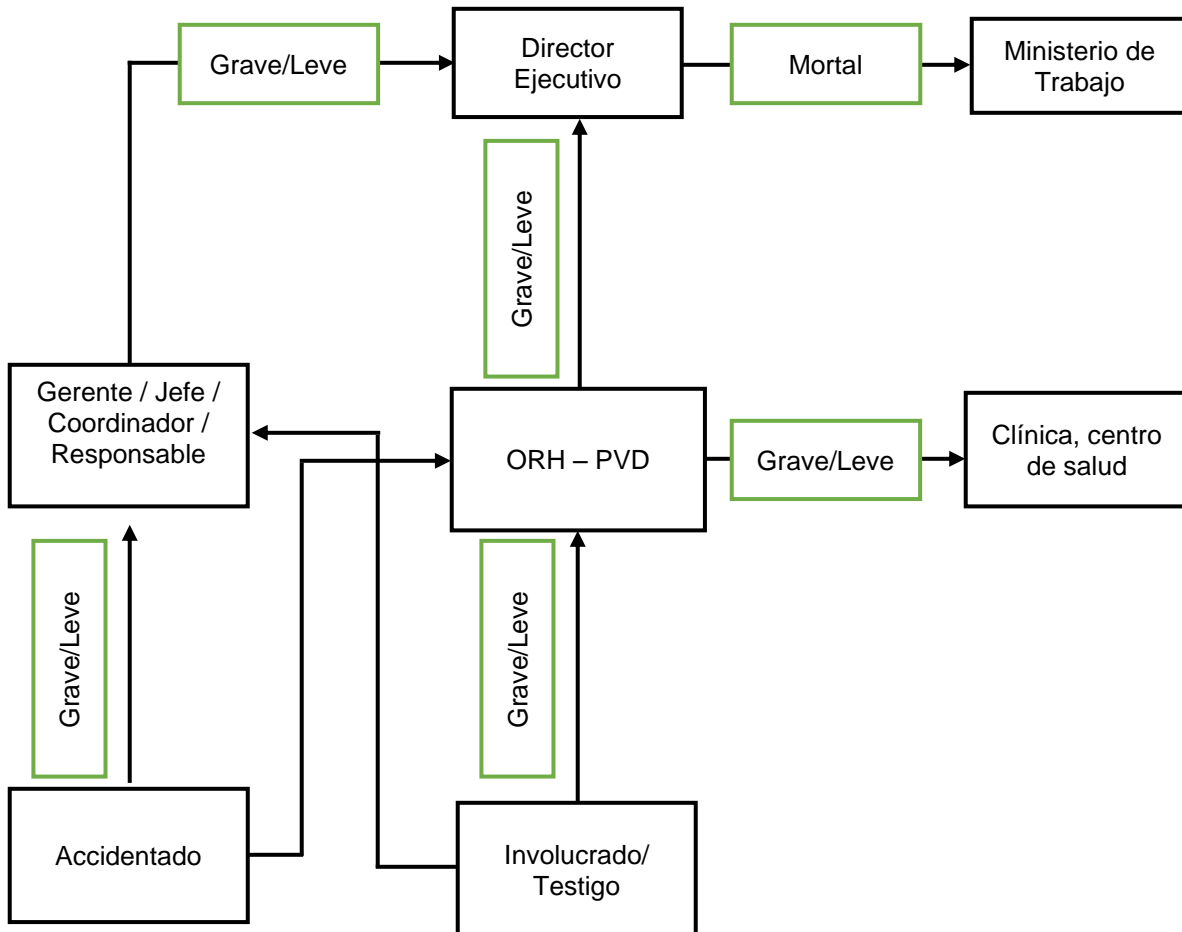 Grave/Leve
Director
Ejecutivo
Mortal
Ministerio de
Trabajo
Grave/Leve
Gerente / Jefe /
Coordinador /
Responsable
ORH – PVD
Grave/Leve
Clínica, centro
de salud
Grave/Leve
Grave/Leve
Accidentado
Involucrado/
Testigo